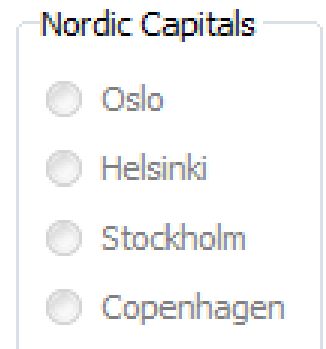 Nordic Capitals
Oslo
Helsinki
Stockholm
Copenhagen